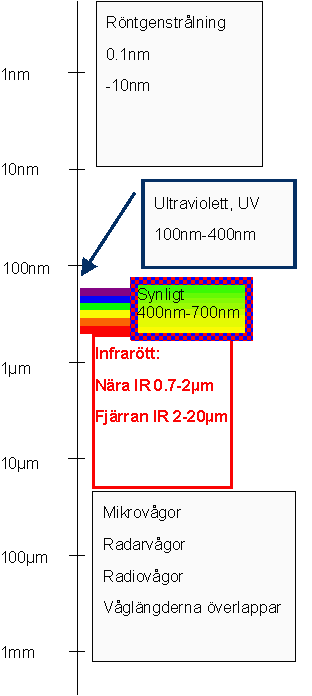 Röntgenstrålning
0.1nm
-10nm
1nm
10nm
Ultraviolett, UV
100nm-400nm
100nm
Synligt
400nm-700nm
Infrarött:
Nära IR 0.7-2µm
Fjärran IR 2-20µm
1µm
10µm
Mikrovågor
Radarvågor
Radiovågor
Våglängderna överlappar
100µm
1mm